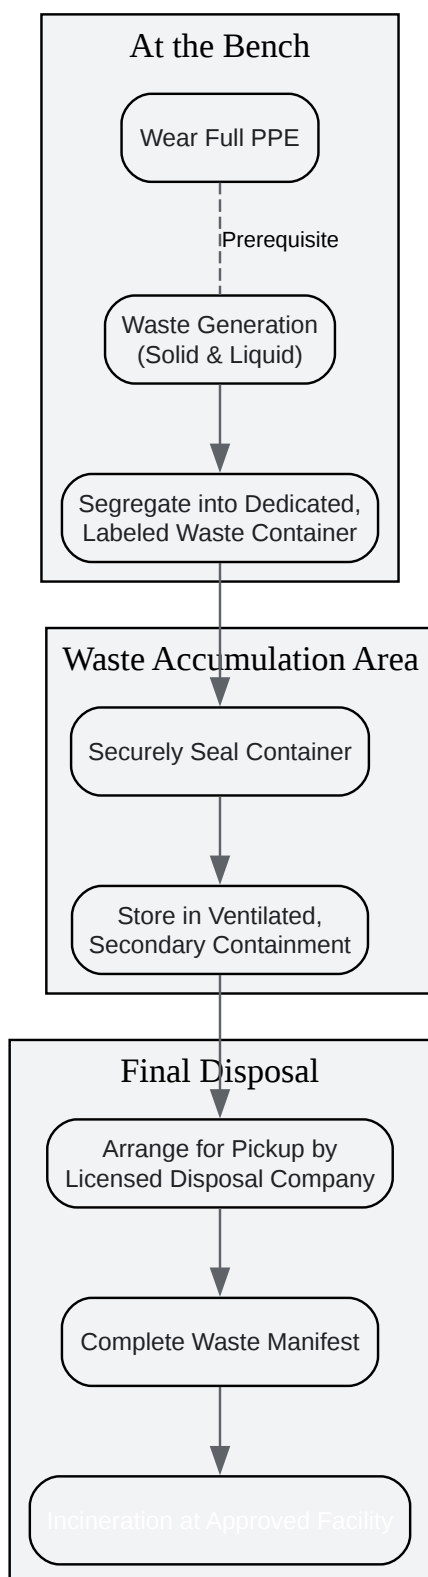 At the Bench
Wear Full PPE
Prerequisite
Waste Generation
(Solid & Liquid)
Segregate into Dedicated,
Labeled Waste Container
Waste Accumulation Area
Securely Seal Container
Store in Ventilated,
Secondary Containment
Final Disposal
Arrange for Pickup by
Licensed Disposal Company
Complete Waste Manifest
Incineration at Approved Facility